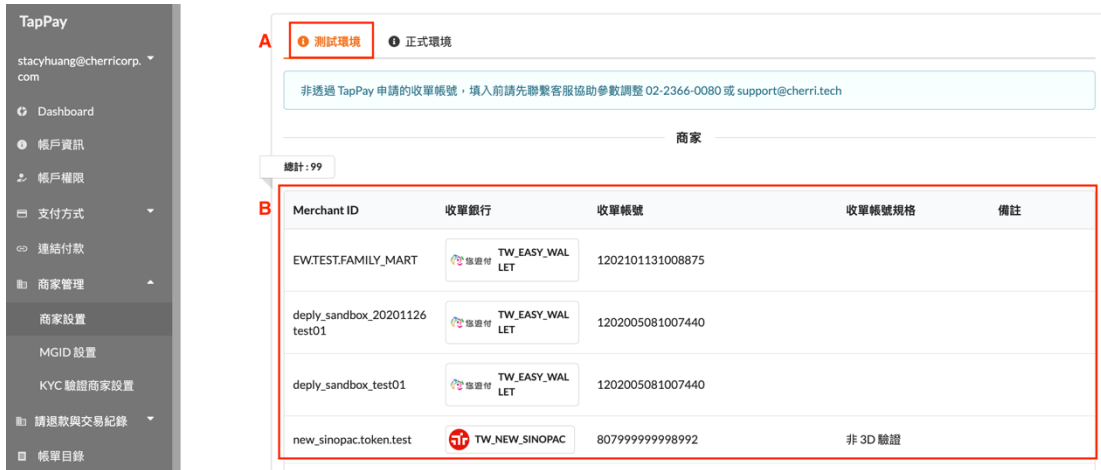 TapPay
stacyhuang@cherricorp.
com
Dashboard
帳戶資訊
帳戶權限
支付方式
連結付款
商家管理
商家設置
MGID 設置
KYC 驗證商家設置
請退款與交易紀錄
帳單目錄
A
測試環境
正式環境
非透過 TapPay 申請的收單帳號，填入前請先聯繫客服協助參數調整 02-2366-0080 或 support@cherri.tech
商家
總計 : 99
B
Merchant ID 收單銀行 收單帳號 收單帳號規格 備註
EW.TEST.FAMILY_MART 悠遊付 TW_EASY_WAL
LET 1202101131008875
deply_sandbox_20201126
test01 悠遊付 TW_EASY_WAL
LET 1202005081007440
deply_sandbox_test01 悠遊付 TW_EASY_WAL
LET 1202005081007440
new_sinopac.token.test TW_NEW_SINOPAC 807999999998992 非 3D 驗證